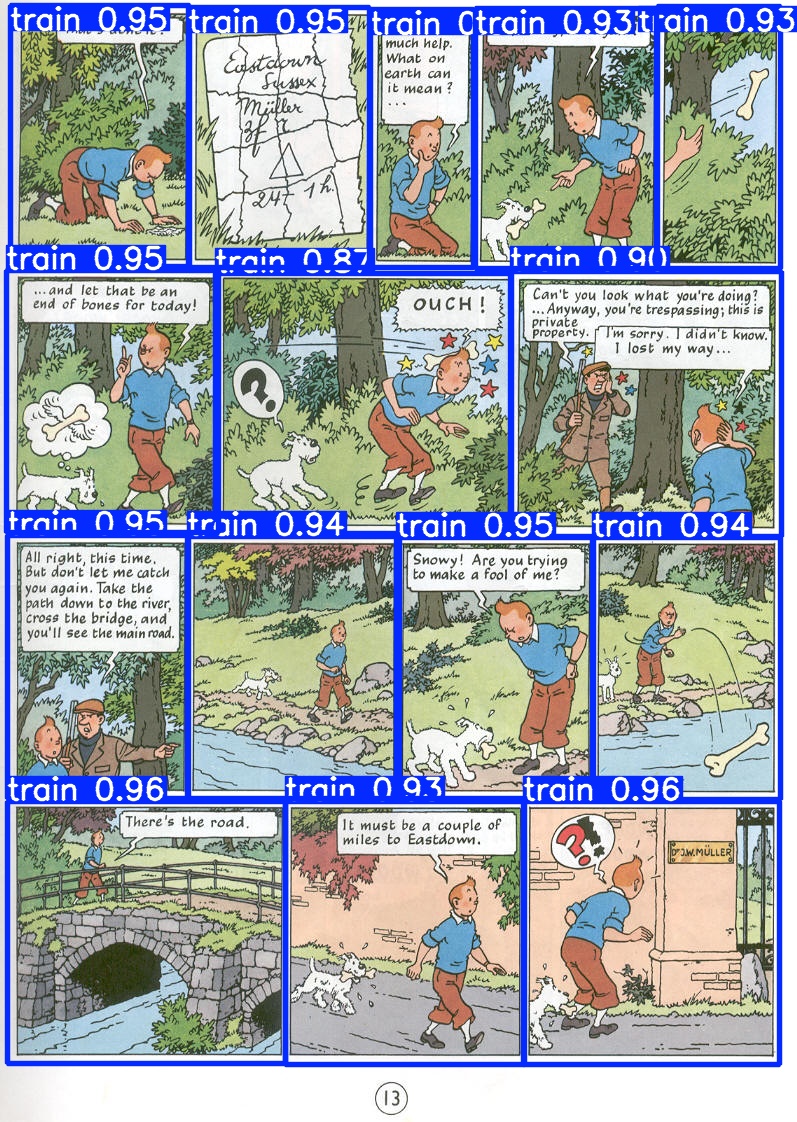 train 0.95
train 0.95
train 0
train 0.93
train 0.93
That's done it!
Eastdown
Sussex
Müller
24 - 1h.
much help.
What on
earth can
it mean?
...
train 0.95
train 0.87
train 0.90
...and let that be an
end of bones for today!
?
OUCH!
Can't you look what you're doing?
...Anyway, you're trespassing; this is
private
property.
I'm sorry. I didn't know.
I lost my way...
train 0.95
train 0.94
train 0.95
train 0.94
All right, this time.
But don't let me catch
you again. Take the
path down to the river,
cross the bridge, and
you'll see the main road.
Snowy! Are you trying
to make a fool of me?
train 0.96
train 0.93
train 0.96
There's the road.
It must be a couple of
miles to Eastdown.
?!
Dr J.W. MÜLLER
13